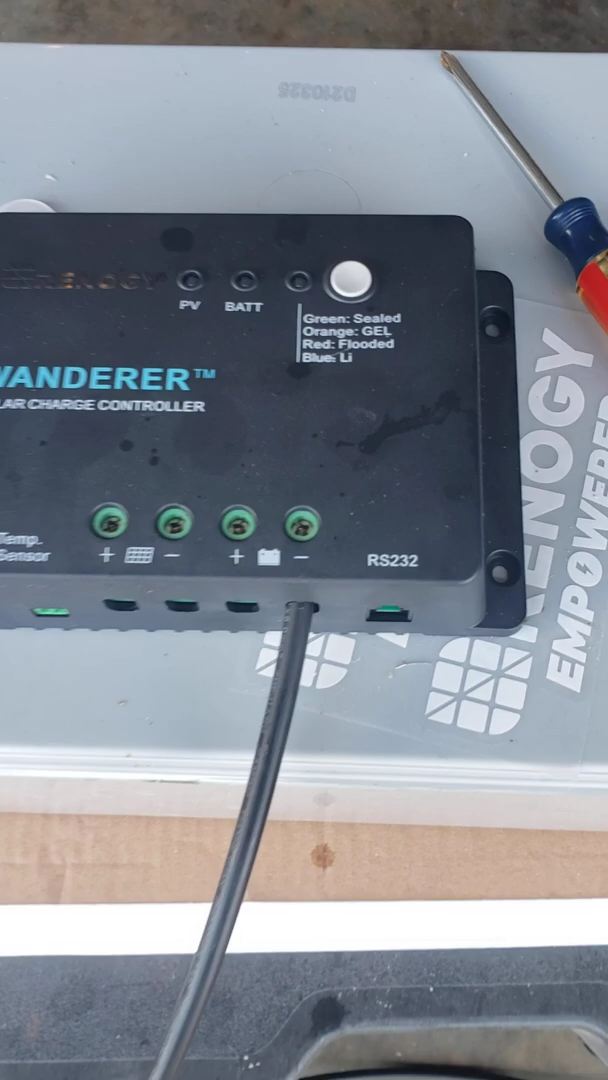 D210325
RENOGY
PV
BATT
Green: Sealed
Orange: GEL
Red: Flooded
Blue: Li
WANDERER™
LAR CHARGE CONTROLLER
Temp.
Sensor
+ −
+ −
RS232
RENOGY
EMPOWERED